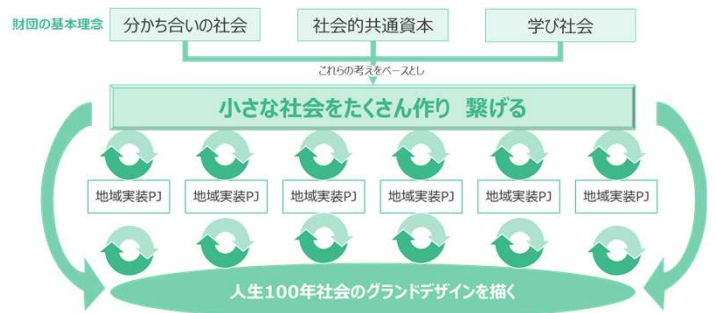 財団の基本理念
分かち合いの社会
社会的共通資本
学び社会
これらの考えをベースとし
小さな社会をたくさん作り 繋げる
地域実装PJ
地域実装PJ
地域実装PJ
地域実装PJ
地域実装PJ
地域実装PJ
人生100年社会のグランドデザインを描く